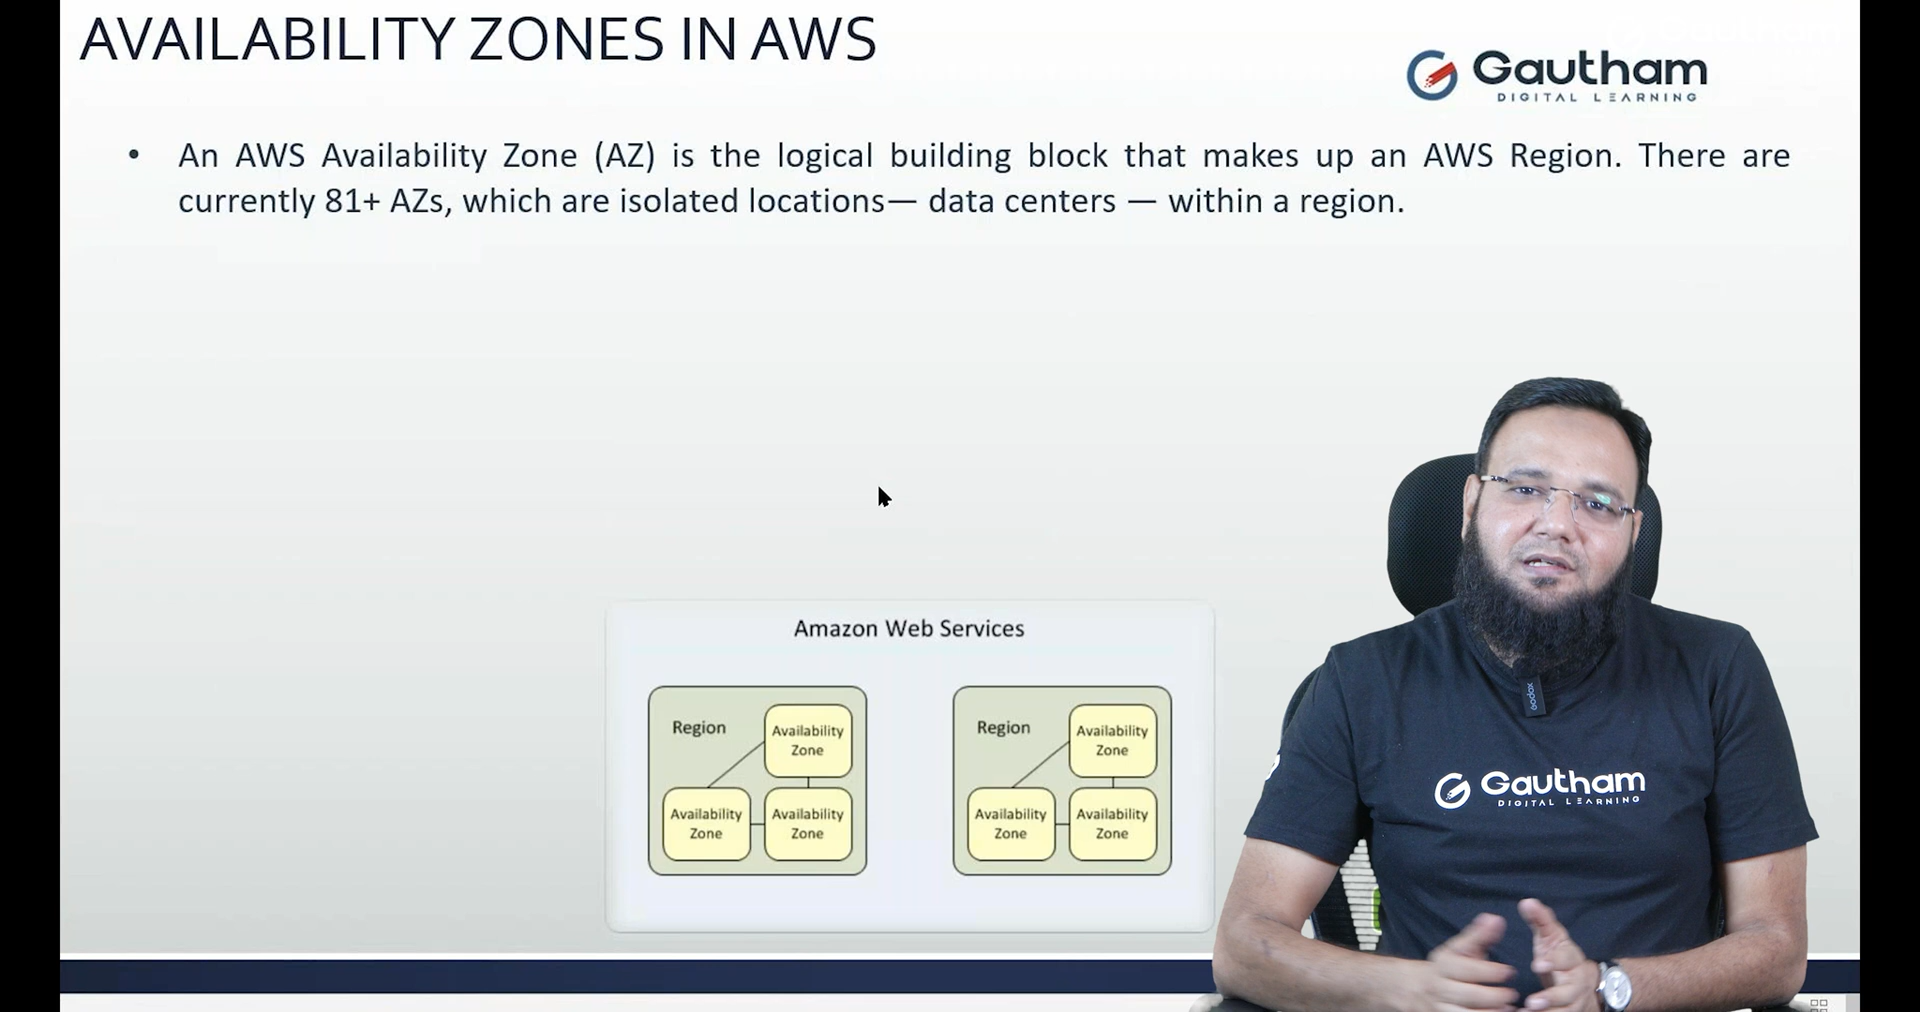 AVAILABILITY ZONES IN AWS
Gautham
DIGITAL LEARNING
• An AWS Availability Zone (AZ) is the logical building block that makes up an AWS Region. There are
currently 81+ AZs, which are isolated locations— data centers — within a region.
Amazon Web Services
Region
Availability
Zone
Availability
Zone
Availability
Zone
Region
Availability
Zone
Availability
Zone
Availability
Zone
Godox
Gautham
DIGITAL LEARNING